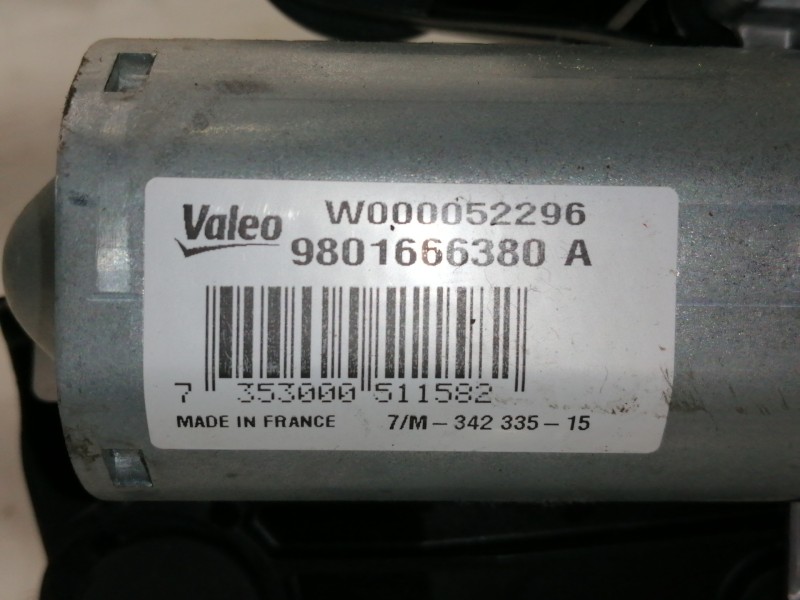 Valeo W000052296
9801666380 A
7 353000 511582
MADE IN FRANCE 7/M – 342 335 – 15